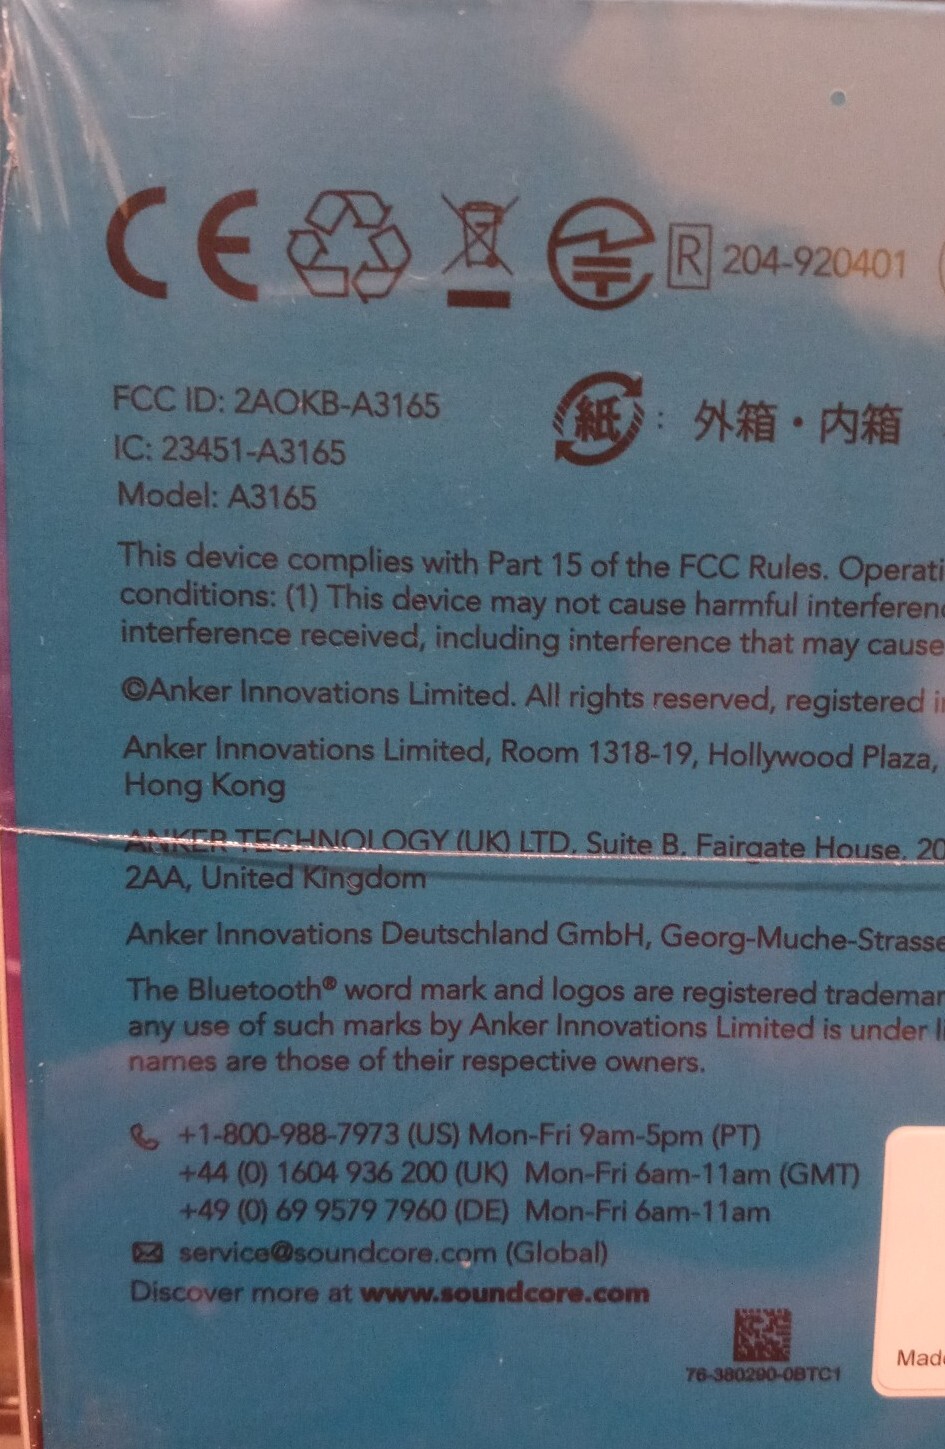 CE R 204-920401
FCC ID: 2AOKB-A3165
紙 : 外箱・内箱
IC: 23451-A3165
Model: A3165
This device complies with Part 15 of the FCC Rules. Operati
conditions: (1) This device may not cause harmful interferenc
interference received, including interference that may cause
©Anker Innovations Limited. All rights reserved, registered in
Anker Innovations Limited, Room 1318-19, Hollywood Plaza,
Hong Kong
ANKER TECHNOLOGY (UK) LTD. Suite B. Fairgate House. 20
2AA, United Kingdom
Anker Innovations Deutschland GmbH, Georg-Muche-Strasse
The Bluetooth® word mark and logos are registered trademar
any use of such marks by Anker Innovations Limited is under li
names are those of their respective owners.
+1-800-988-7973 (US) Mon-Fri 9am-5pm (PT)
+44 (0) 1604 936 200 (UK) Mon-Fri 6am-11am (GMT)
+49 (0) 69 9579 7960 (DE) Mon-Fri 6am-11am
service@soundcore.com (Global)
Discover more at www.soundcore.com
76-380290-0BTC1
Made